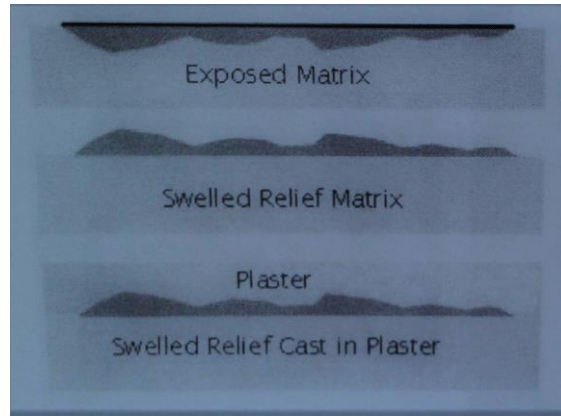 Exposed Matrix
Swelled Relief Matrix
Plaster
Swelled Relief Cast in Plaster